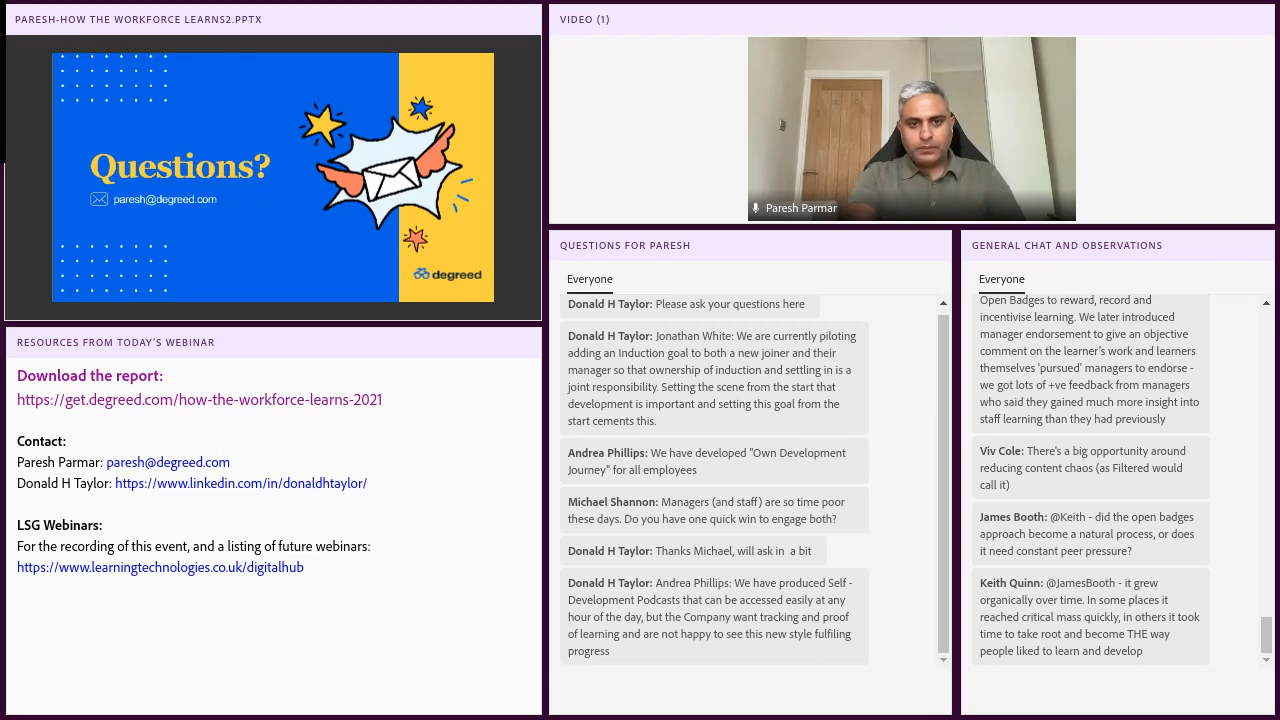 PARESH-HOW THE WORKFORCE LEARNS2.PPTX
Questions?
paresh@degreed.com
degreed
RESOURCES FROM TODAY'S WEBINAR
Download the report:
https://get.degreed.com/how-the-workforce-learns-2021
Contact:
Paresh Parmar: paresh@degreed.com
Donald H Taylor: https://www.linkedin.com/in/donaldhtaylor/
LSG Webinars:
For the recording of this event, and a listing of future webinars:
https://www.learningtechnologies.co.uk/digitalhub
VIDEO (1)
Paresh Parmar
QUESTIONS FOR PARESH
Everyone
Donald H Taylor: Please ask your questions here
Donald H Taylor: Jonathan White: We are currently piloting
adding an Induction goal to both a new joiner and their
manager so that ownership of induction and settling in is a
joint responsibility. Setting the scene from the start that
development is important and setting this goal from the
start cements this.
Andrea Phillips: We have developed "Own Development
Journey" for all employees
Michael Shannon: Managers (and staff) are so time poor
these days. Do you have one quick win to engage both?
Donald H Taylor: Thanks Michael, will ask in  a bit
Donald H Taylor: Andrea Phillips: We have produced Self -
Development Podcasts that can be accessed easily at any
hour of the day, but the Company want tracking and proof
of learning and are not happy to see this new style fulfiling
progress
GENERAL CHAT AND OBSERVATIONS
Everyone
Open Badges to reward, record and
incentivise learning. We later introduced
manager endorsement to give an objective
comment on the learner's work and learners
themselves 'pursued' managers to endorse -
we got lots of +ve feedback from managers
who said they gained much more insight into
staff learning than they had previously
Viv Cole: There's a big opportunity around
reducing content chaos (as Filtered would
call it)
James Booth: @Keith - did the open badges
approach become a natural process, or does
it need constant peer pressure?
Keith Quinn: @JamesBooth - it grew
organically over time. In some places it
reached critical mass quickly, in others it took
time to take root and become THE way
people liked to learn and develop